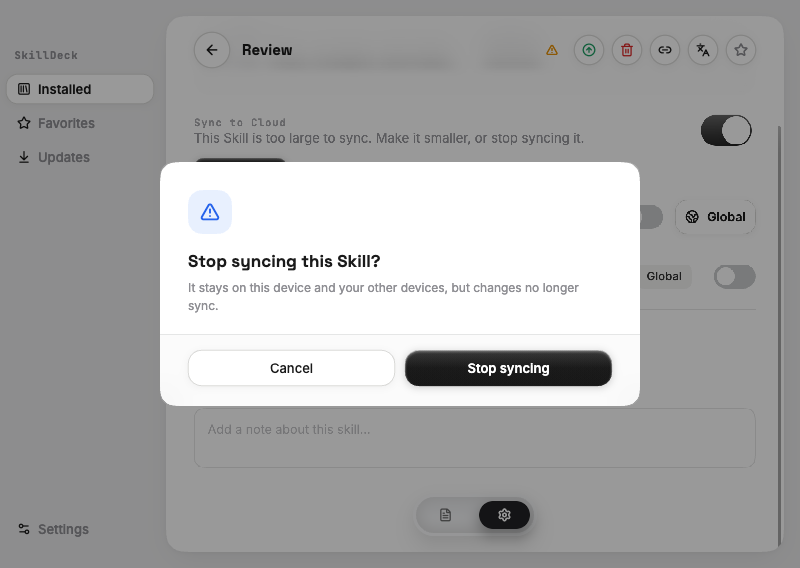 SkillDeck
Installed
Favorites
Updates
Settings
Review
Sync to Cloud
This Skill is too large to sync. Make it smaller, or stop syncing it.
Global
Global
Stop syncing this Skill?
It stays on this device and your other devices, but changes no longer
sync.
Cancel
Stop syncing
Add a note about this skill...